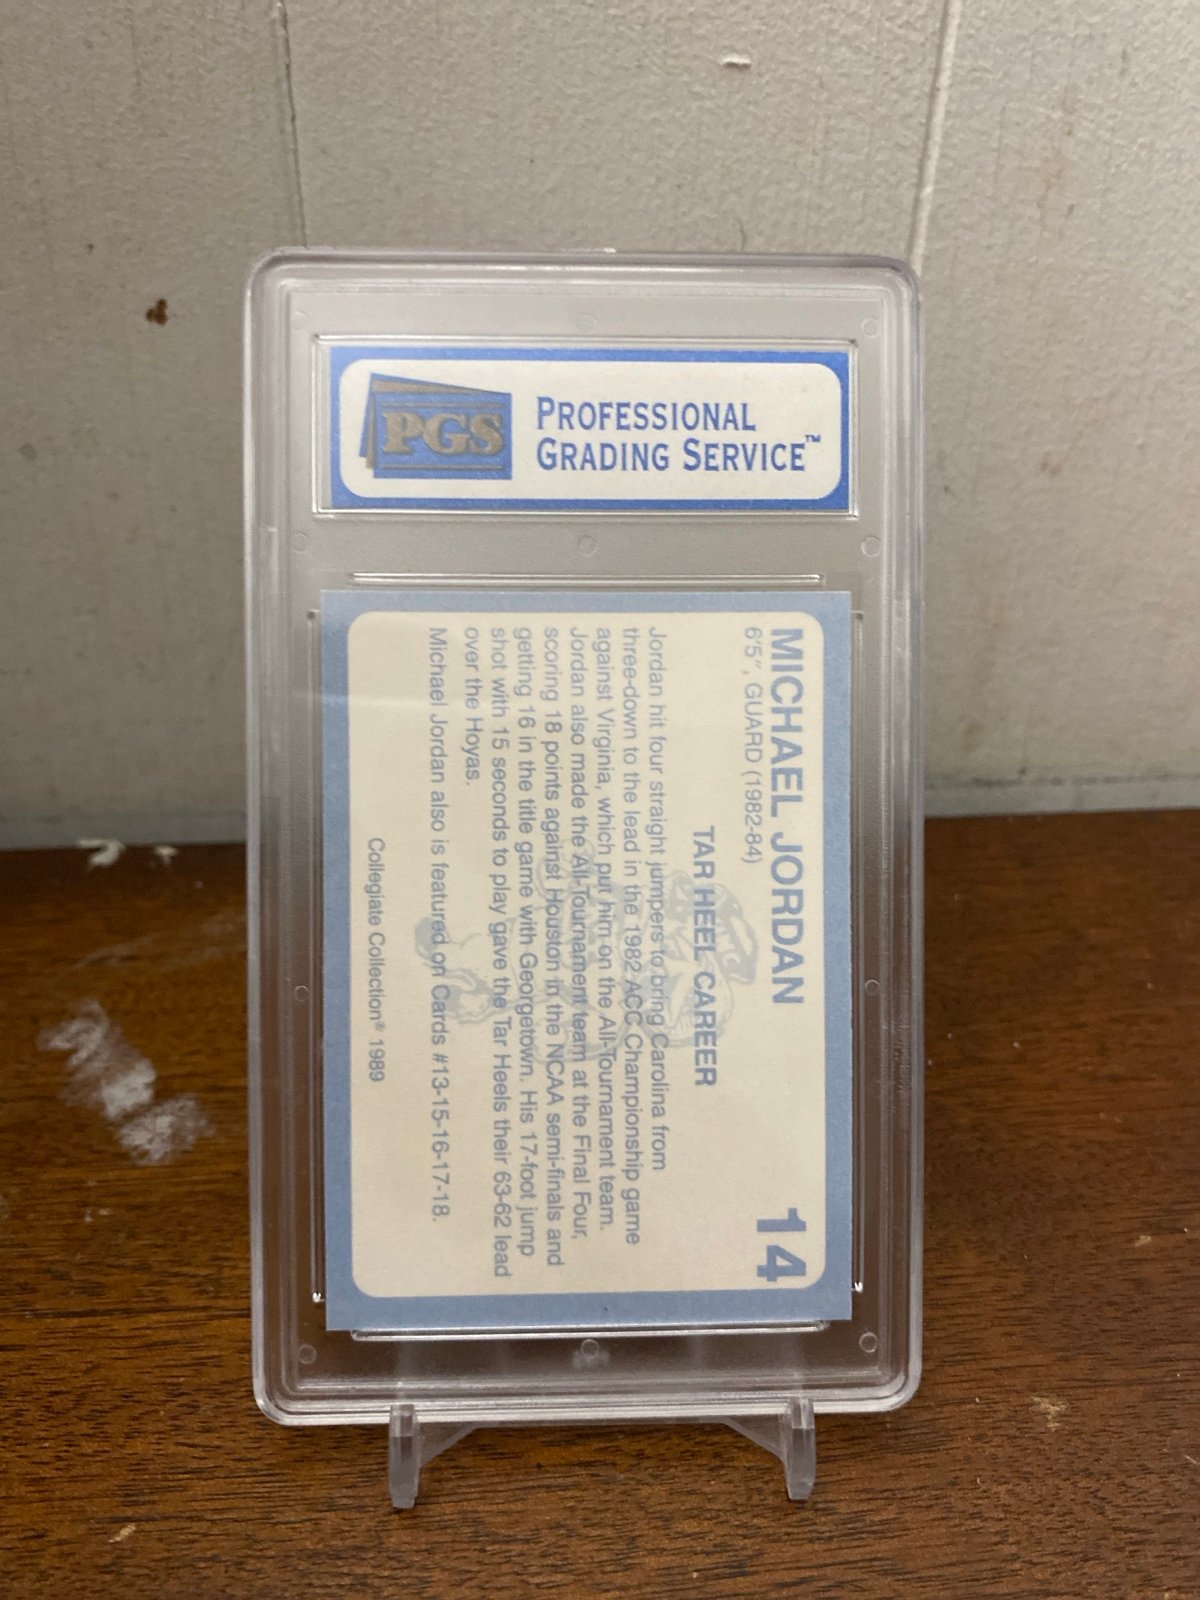 PGS
PROFESSIONAL
GRADING SERVICE™
MICHAEL JORDAN
14
6'5", GUARD (1982-84)
TAR HEEL CAREER
Jordan hit four straight jumpers to bring Carolina from
three-down to the lead in the 1982 ACC Championship game
against Virginia, which put him on the All-Tournament team.
Jordan also made the All-Tournament team at the Final Four,
scoring 18 points against Houston in the NCAA semi-finals and
getting 16 in the title game with Georgetown. His 17-foot jump
shot with 15 seconds to play gave the Tar Heels their 63-62 lead
over the Hoyas.
Michael Jordan also is featured on Cards #13-15-16-17-18.
Collegiate Collection® 1989